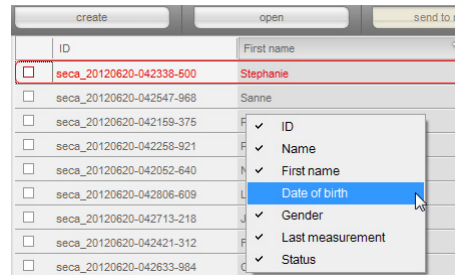 create open send to
ID First name
seca_20120620-042338-500 Stephanie
seca_20120620-042547-968 Sanne
seca_20120620-042159-375
seca_20120620-042258-921
seca_20120620-042052-640
seca_20120620-042806-609
seca_20120620-042713-218
seca_20120620-042421-312
seca_20120620-042633-984
ID
Name
First name
Date of birth
Gender
Last measurement
Status